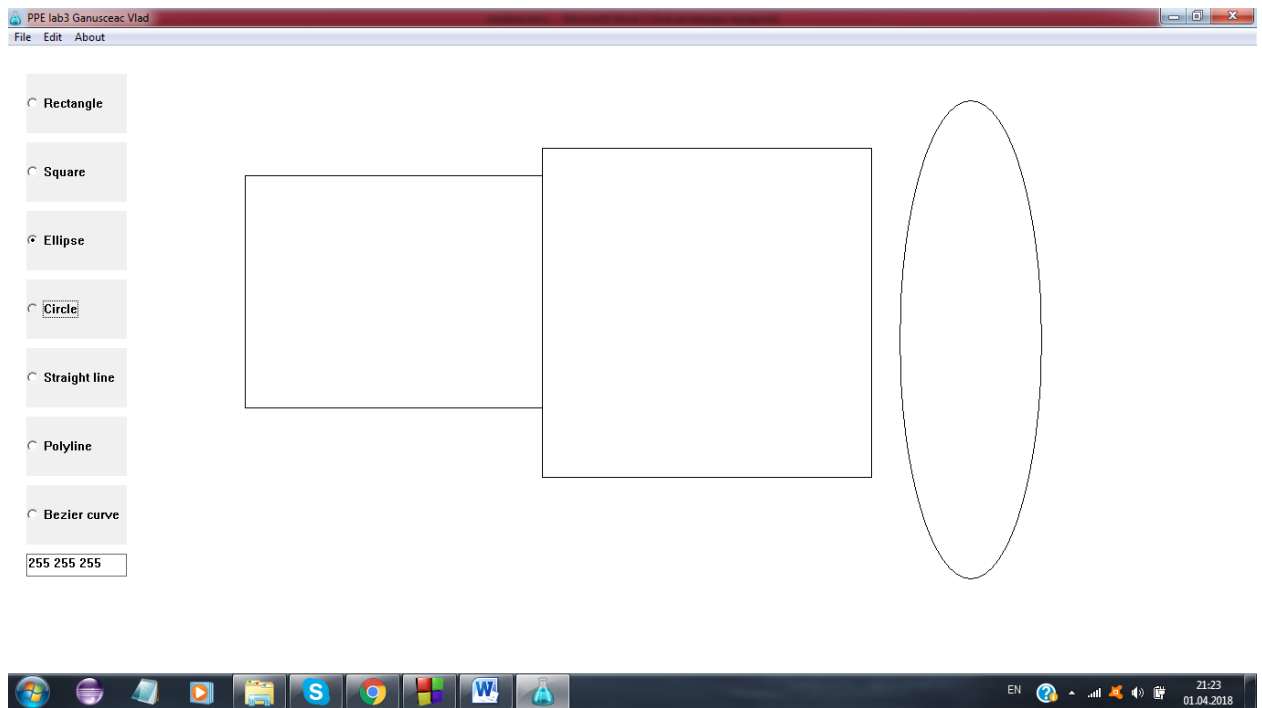 PPE lab3 Ganusceac Vlad
File Edit About
Rectangle
Square
Ellipse
Circle
Straight line
Polyline
Bezier curve
255 255 255
EN
21:23
01.04.2018